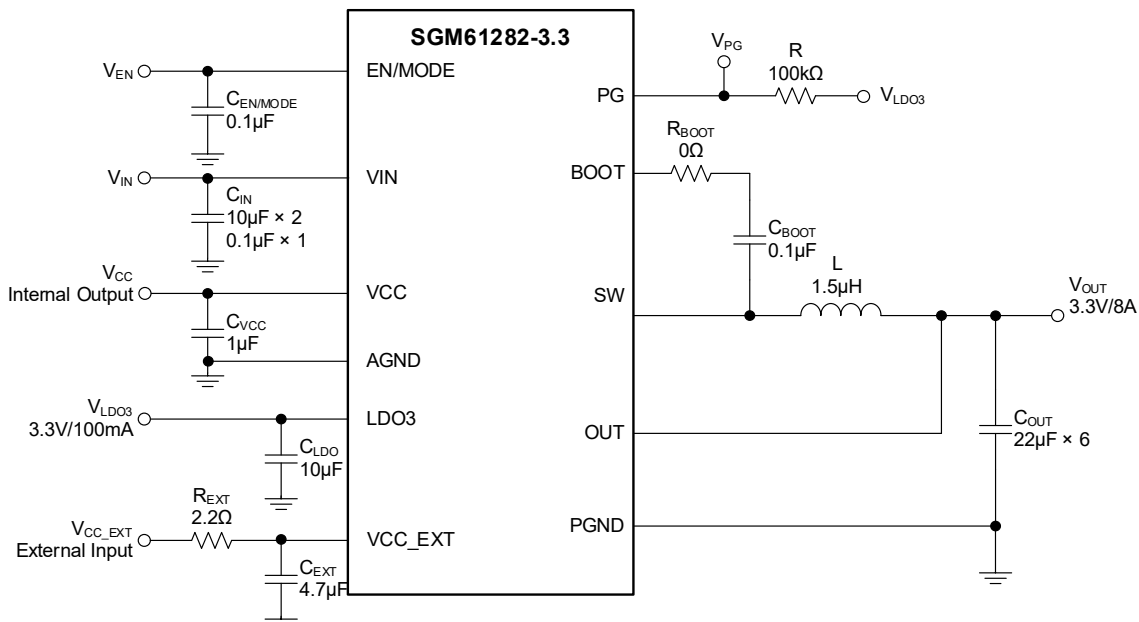 SGM61282-3.3
V_EN
EN/MODE
C_EN/MODE
0.1µF
V_IN
VIN
C_IN
10µF × 2
0.1µF × 1
V_CC
Internal Output
VCC
C_VCC
1µF
AGND
V_LDO3
3.3V/100mA
LDO3
C_LDO
10µF
R_EXT
2.2Ω
V_CC_EXT
External Input
VCC_EXT
C_EXT
4.7µF
V_PG
R
100kΩ
PG
V_LDO3
R_BOOT
0Ω
BOOT
C_BOOT
0.1µF
L
1.5µH
SW
V_OUT
3.3V/8A
OUT
C_OUT
22µF × 6
PGND